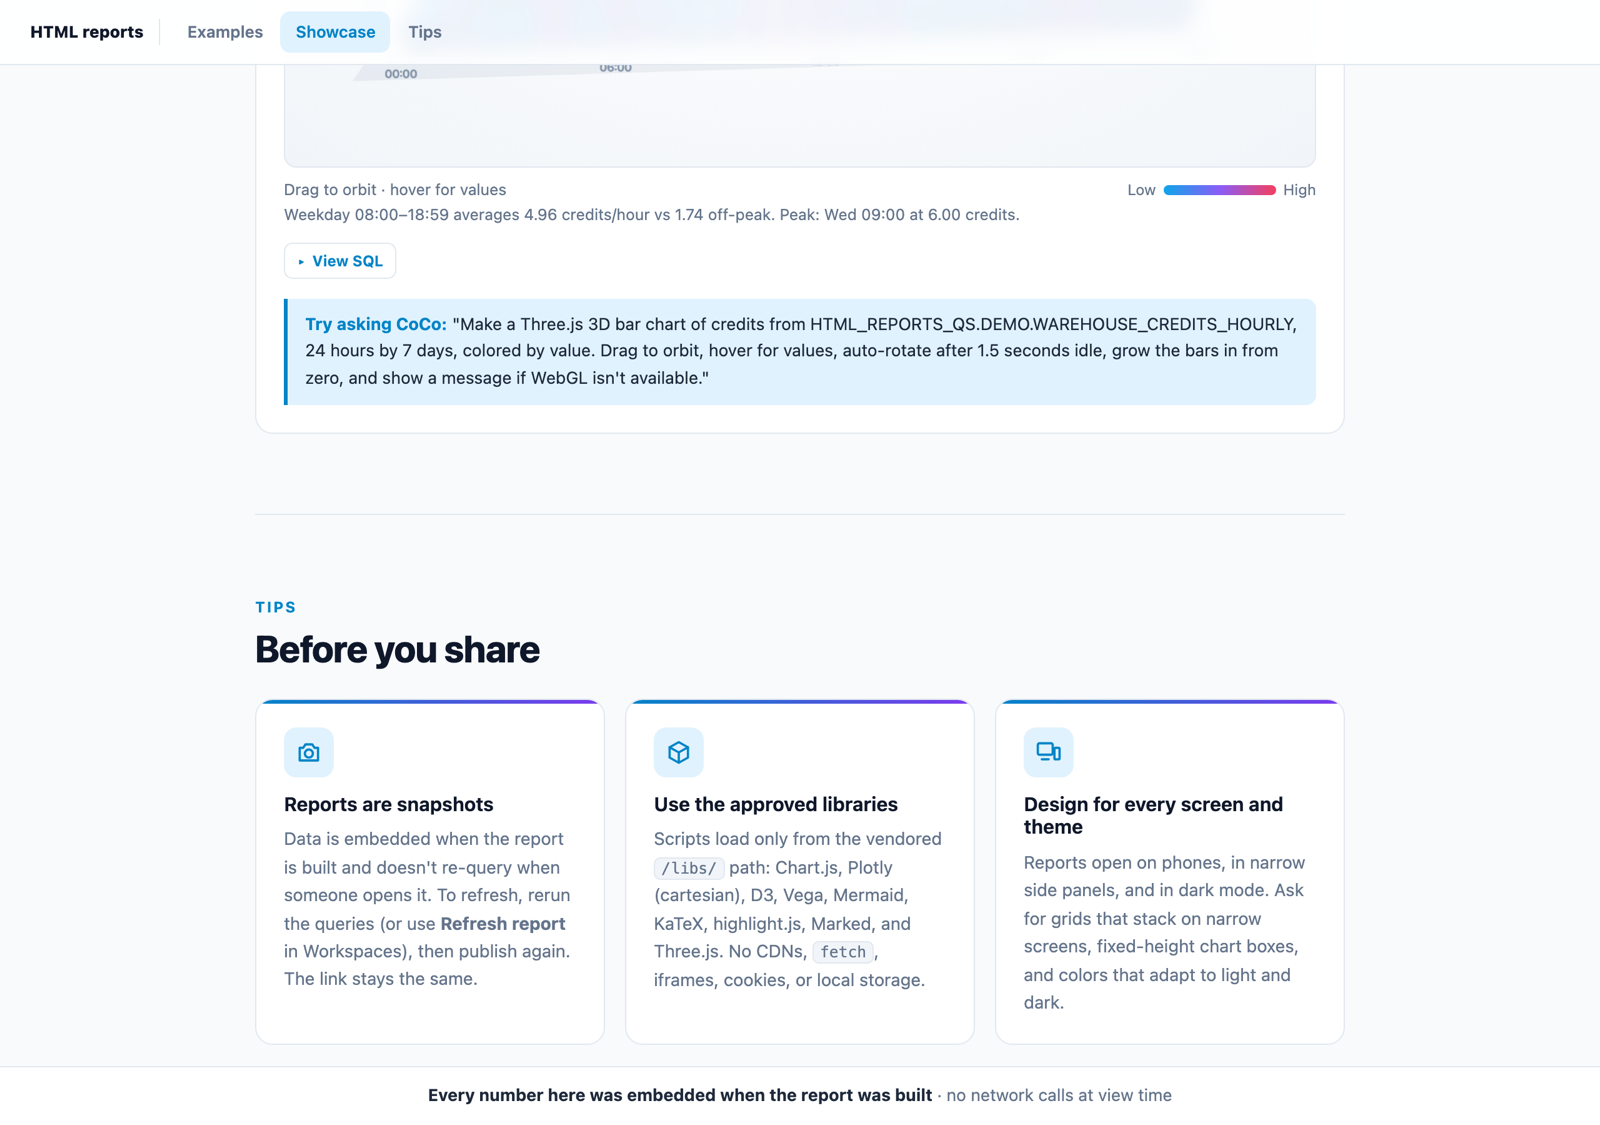 HTML reports
Examples
Showcase
Tips
00:00
06:00
Drag to orbit · hover for values
Low
High
Weekday 08:00–18:59 averages 4.96 credits/hour vs 1.74 off-peak. Peak: Wed 09:00 at 6.00 credits.
▸ View SQL
Try asking CoCo: "Make a Three.js 3D bar chart of credits from HTML_REPORTS_QS.DEMO.WAREHOUSE_CREDITS_HOURLY,
24 hours by 7 days, colored by value. Drag to orbit, hover for values, auto-rotate after 1.5 seconds idle, grow the bars in from
zero, and show a message if WebGL isn't available."
TIPS
Before you share
Reports are snapshots
Data is embedded when the report
is built and doesn't re-query when
someone opens it. To refresh, rerun
the queries (or use Refresh report
in Workspaces), then publish again.
The link stays the same.
Use the approved libraries
Scripts load only from the vendored
/libs/ path: Chart.js, Plotly
(cartesian), D3, Vega, Mermaid,
KaTeX, highlight.js, Marked, and
Three.js. No CDNs, fetch,
iframes, cookies, or local storage.
Design for every screen and
theme
Reports open on phones, in narrow
side panels, and in dark mode. Ask
for grids that stack on narrow
screens, fixed-height chart boxes,
and colors that adapt to light and
dark.
Every number here was embedded when the report was built · no network calls at view time